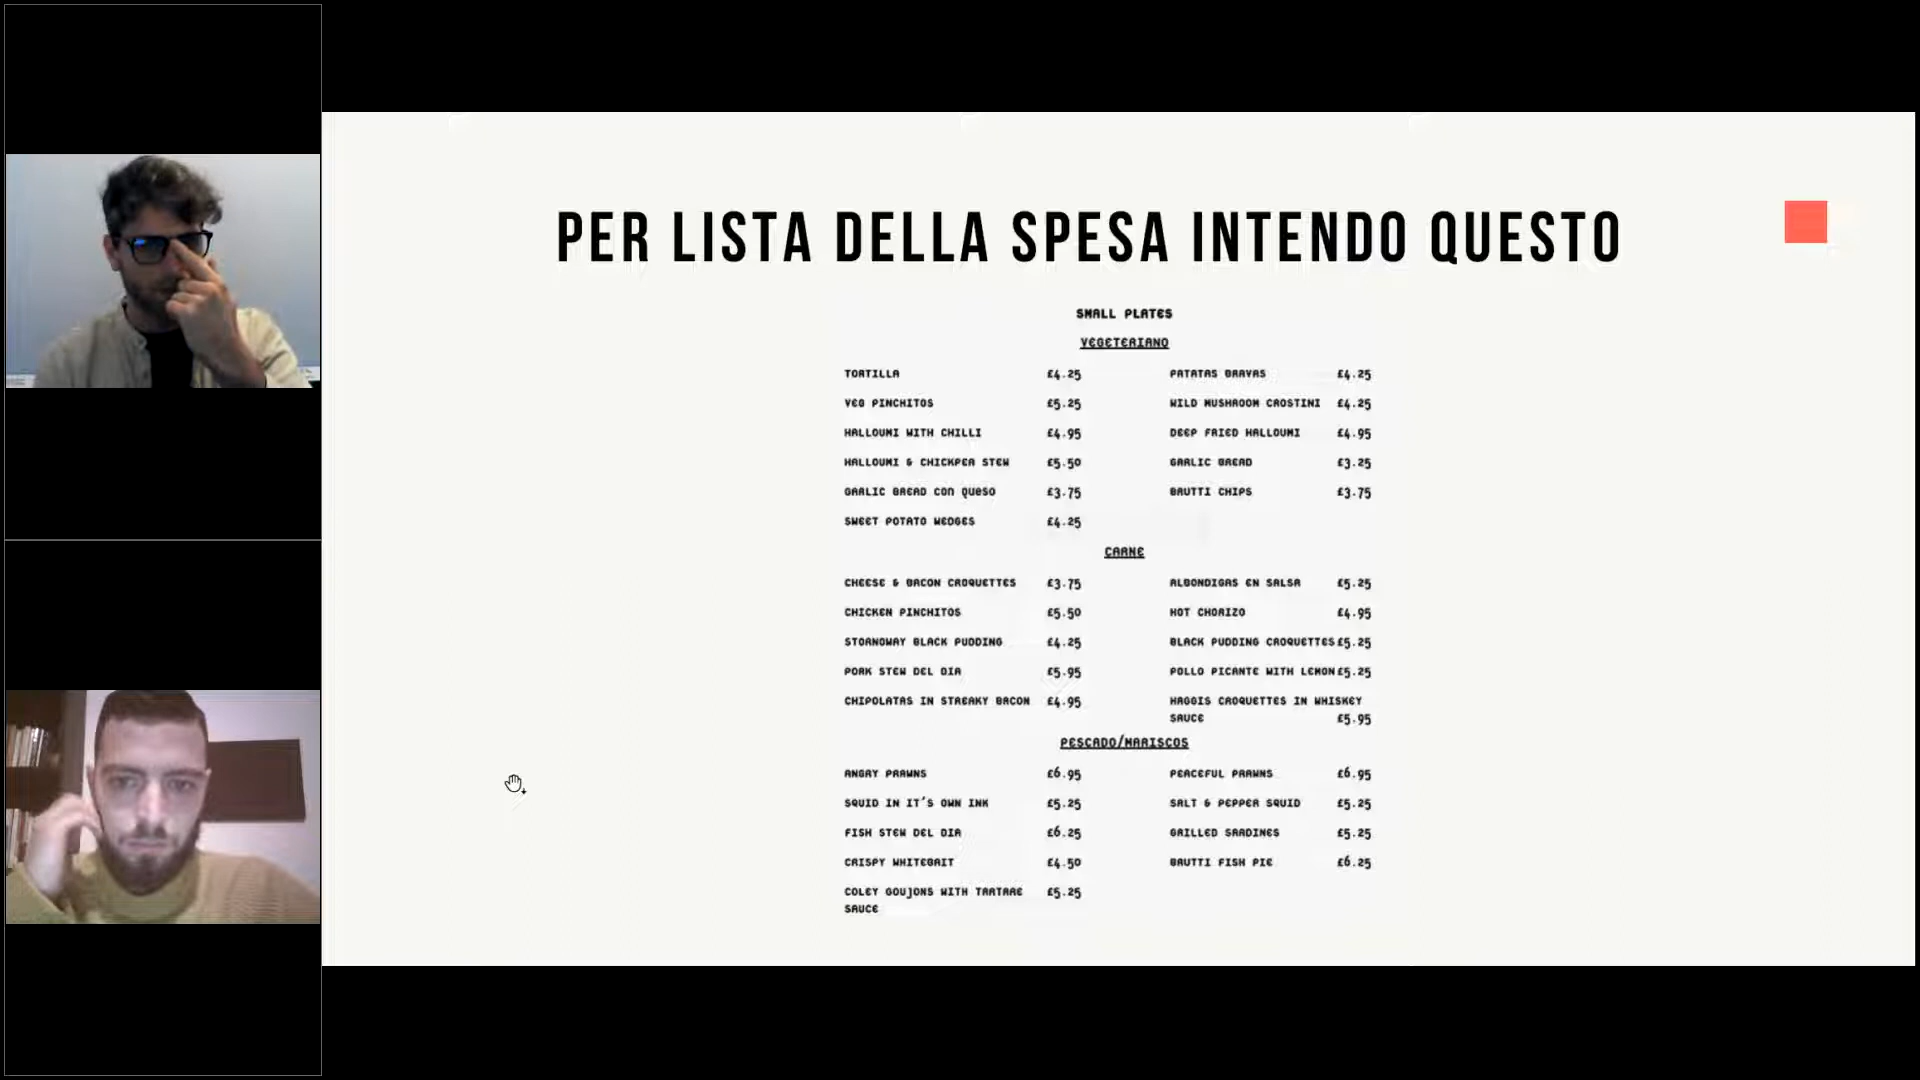 PER LISTA DELLA SPESA INTENDO QUESTO
SMALL PLATES
VEGETERIANO
TORTILLA £4.25 PATATAS BRAVAS £4.25
VEG PINCHITOS £5.25 WILD MUSHROOM CROSTINI £4.25
HALLOUMI WITH CHILLI £4.95 DEEP FRIED HALLOUMI £4.95
HALLOUMI & CHICKPEA STEW £5.50 GARLIC BREAD £3.25
GARLIC BREAD CON QUESO £3.75 BRUTTI CHIPS £3.75
SWEET POTATO WEDGES £4.25
CARNE
CHEESE & BACON CROQUETTES £3.75 ALBONDIGAS EN SALSA £5.25
CHICKEN PINCHITOS £5.50 HOT CHORIZO £4.95
STORNOWAY BLACK PUDDING £4.25 BLACK PUDDING CROQUETTES £5.25
PORK STEW DEL DIA £5.95 POLLO PICANTE WITH LEMON £5.25
CHIPOLATAS IN STREAKY BACON £4.95 HAGGIS CROQUETTES IN WHISKEY
SAUCE £5.95
PESCADO/MARISCOS
ANGRY PRAWNS £6.95 PEACEFUL PRAWNS £6.95
SQUID IN IT'S OWN INK £5.25 SALT & PEPPER SQUID £5.25
FISH STEW DEL DIA £6.25 GRILLED SARDINES £5.25
CRISPY WHITEBAIT £4.50 BRUTTI FISH PIE £6.25
COLEY GOUJONS WITH TARTARE £5.25
SAUCE